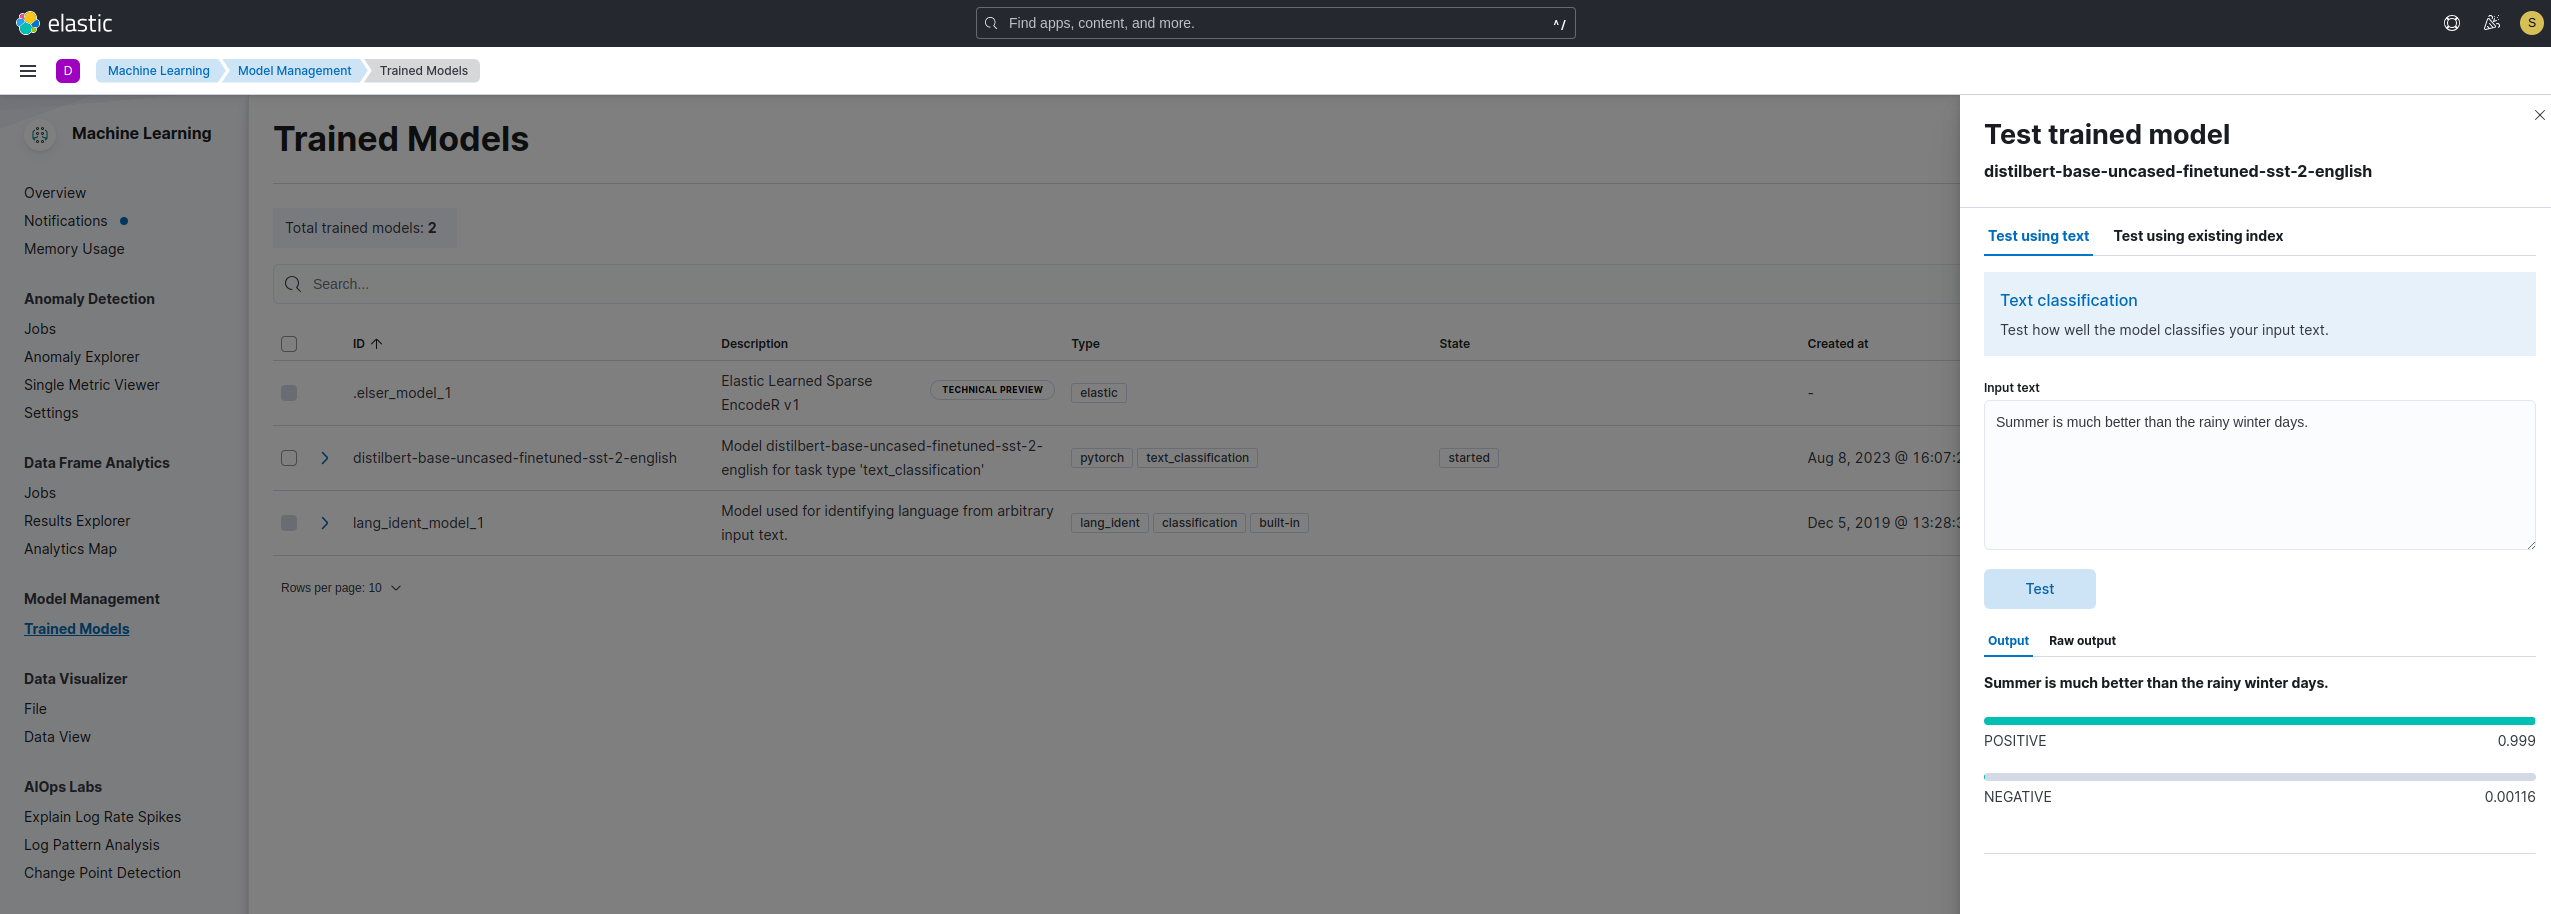 elastic
Find apps, content, and more.
^/
S
D
Machine Learning
Model Management
Trained Models
Machine Learning
Overview
Notifications
Memory Usage
Anomaly Detection
Jobs
Anomaly Explorer
Single Metric Viewer
Settings
Data Frame Analytics
Jobs
Results Explorer
Analytics Map
Model Management
Trained Models
Data Visualizer
File
Data View
AIOps Labs
Explain Log Rate Spikes
Log Pattern Analysis
Change Point Detection
Trained Models
Total trained models: 2
Search...
ID Description Type State Created at
.elser_model_1
Elastic Learned Sparse
EncodeR v1
TECHNICAL PREVIEW
elastic
-
distilbert-base-uncased-finetuned-sst-2-english
Model distilbert-base-uncased-finetuned-sst-2-
english for task type 'text_classification'
pytorch text_classification
started
Aug 8, 2023 @ 16:07:
lang_ident_model_1
Model used for identifying language from arbitrary
input text.
lang_ident classification built-in
Dec 5, 2019 @ 13:28:
Rows per page: 10
Test trained model
distilbert-base-uncased-finetuned-sst-2-english
Test using text Test using existing index
Text classification
Test how well the model classifies your input text.
Input text
Summer is much better than the rainy winter days.
Test
Output Raw output
Summer is much better than the rainy winter days.
POSITIVE 0.999
NEGATIVE 0.00116